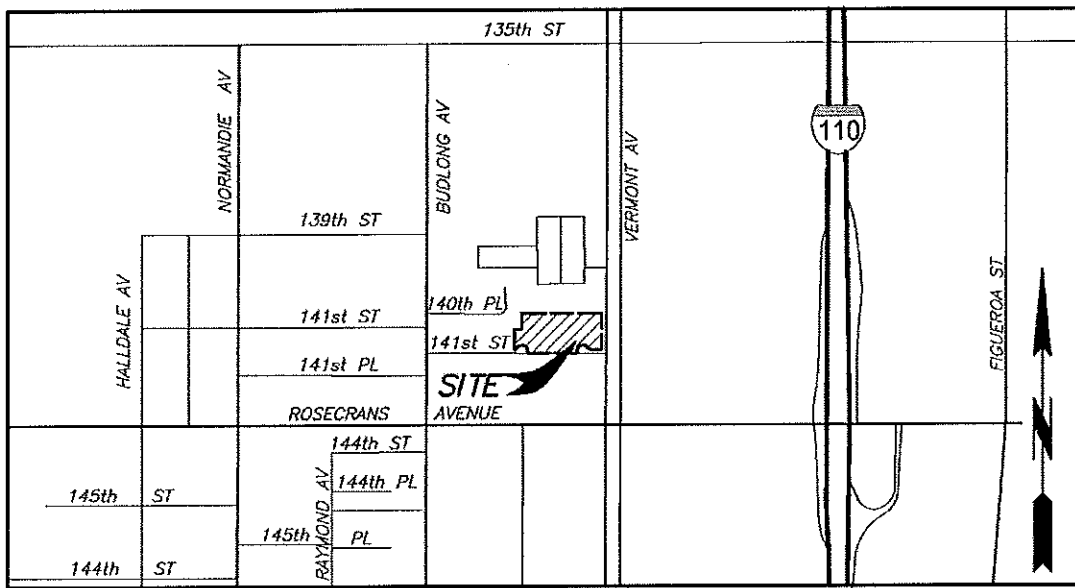 135th ST
NORMANDIE AV
BUDLONG AV
VERMONT AV
110
FIGUEROA ST
HALLDALE AV
139th ST
140th PL
141st ST
141st ST
141st PL
SITE
ROSECRANS AVENUE
N
144th ST
144th PL
RAYMOND AV
145th ST
145th PL
144th ST